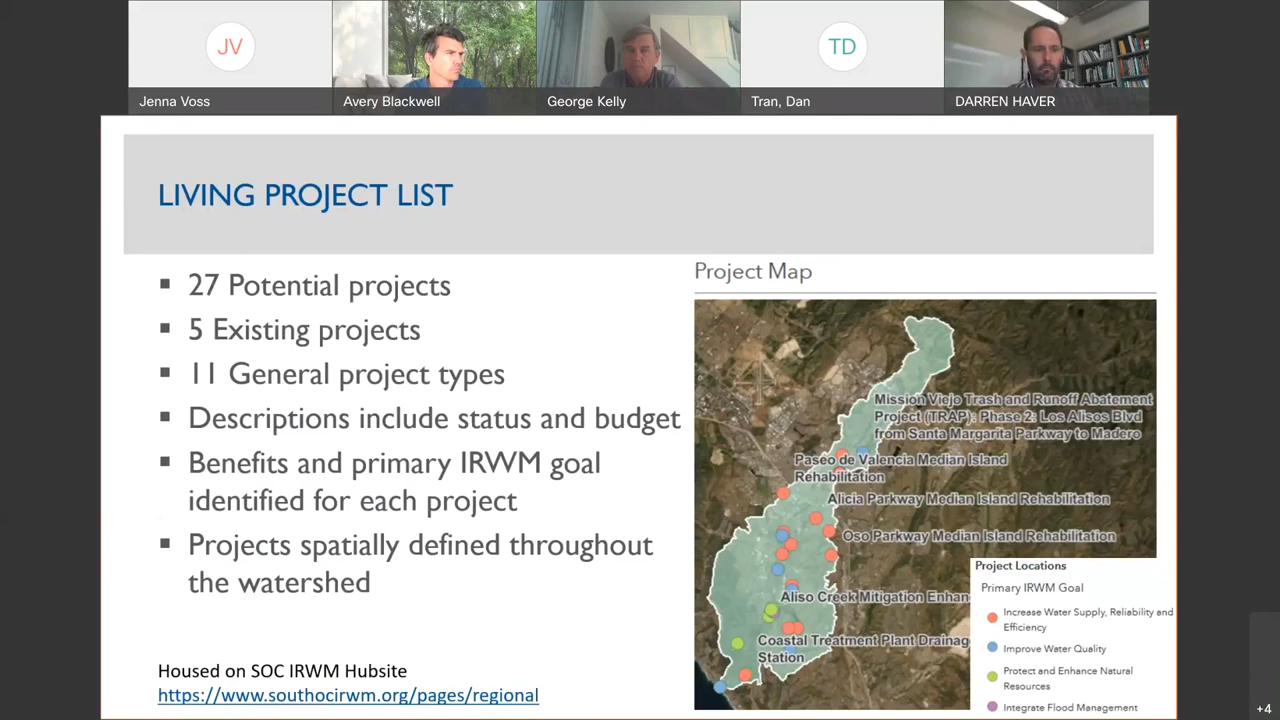 JV
TD
Jenna Voss
Avery Blackwell
George Kelly
Tran, Dan
DARREN HAVER
LIVING PROJECT LIST
27 Potential projects
5 Existing projects
11 General project types
Descriptions include status and budget
Benefits and primary IRWM goal
identified for each project
Projects spatially defined throughout
the watershed
Housed on SOC IRWM Hubsite
https://www.southocirwm.org/pages/regional
Project Map
Mission Viejo Trash and Runoff Abatement
Project (TRAP): Phase 2: Los Alisos Blvd
from Santa Margarita Parkway to Madero
Paseo de Valencia Median Island
Rehabilitation
Alicia Parkway Median Island Rehabilitation
Oso Parkway Median Island Rehabilitation
Aliso Creek Mitigation Enhan
Coastal Treatment Plant Drainag
Station
Project Locations
Primary IRWM Goal
Increase Water Supply, Reliability and
Efficiency
Improve Water Quality
Protect and Enhance Natural
Resources
Integrate Flood Management
+4